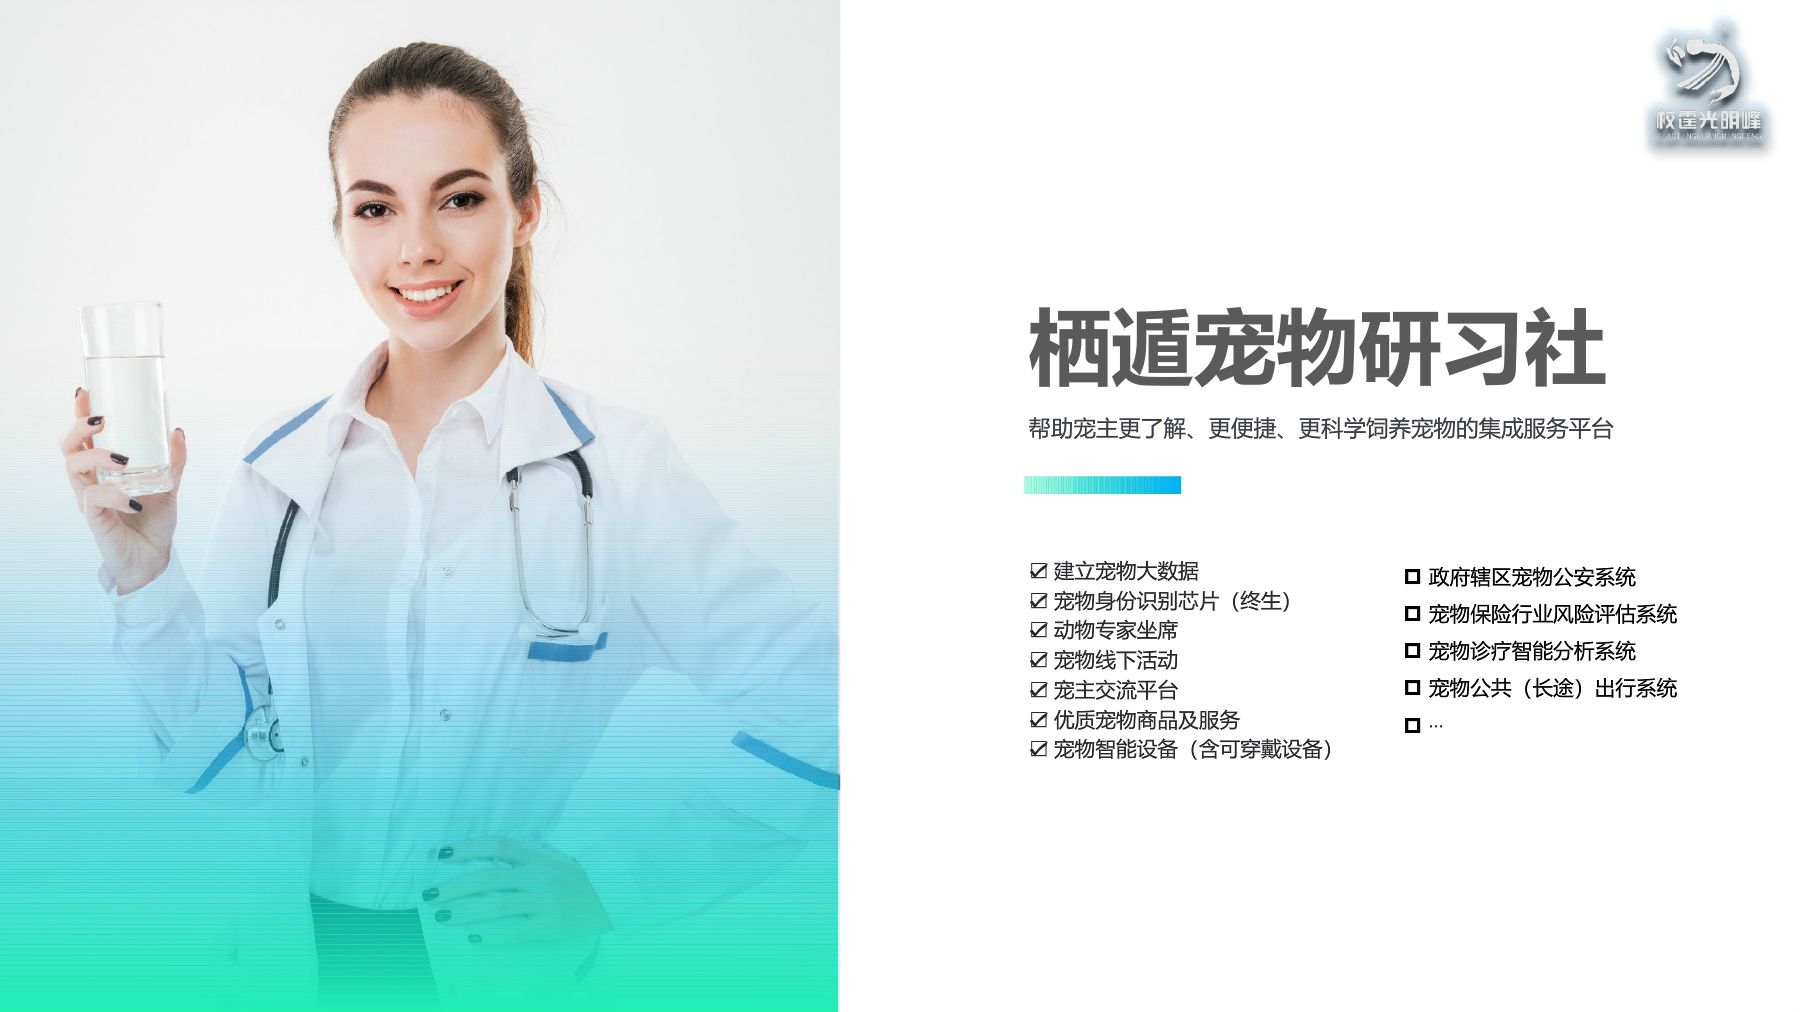 校霆光明峰
栖遁宠物研习社
帮助宠主更了解、更便捷、更科学饲养宠物的集成服务平台
建立宠物大数据
宠物身份识别芯片（终生）
动物专家坐席
宠物线下活动
宠主交流平台
优质宠物商品及服务
宠物智能设备（含可穿戴设备）
政府辖区宠物公安系统
宠物保险行业风险评估系统
宠物诊疗智能分析系统
宠物公共（长途）出行系统
...